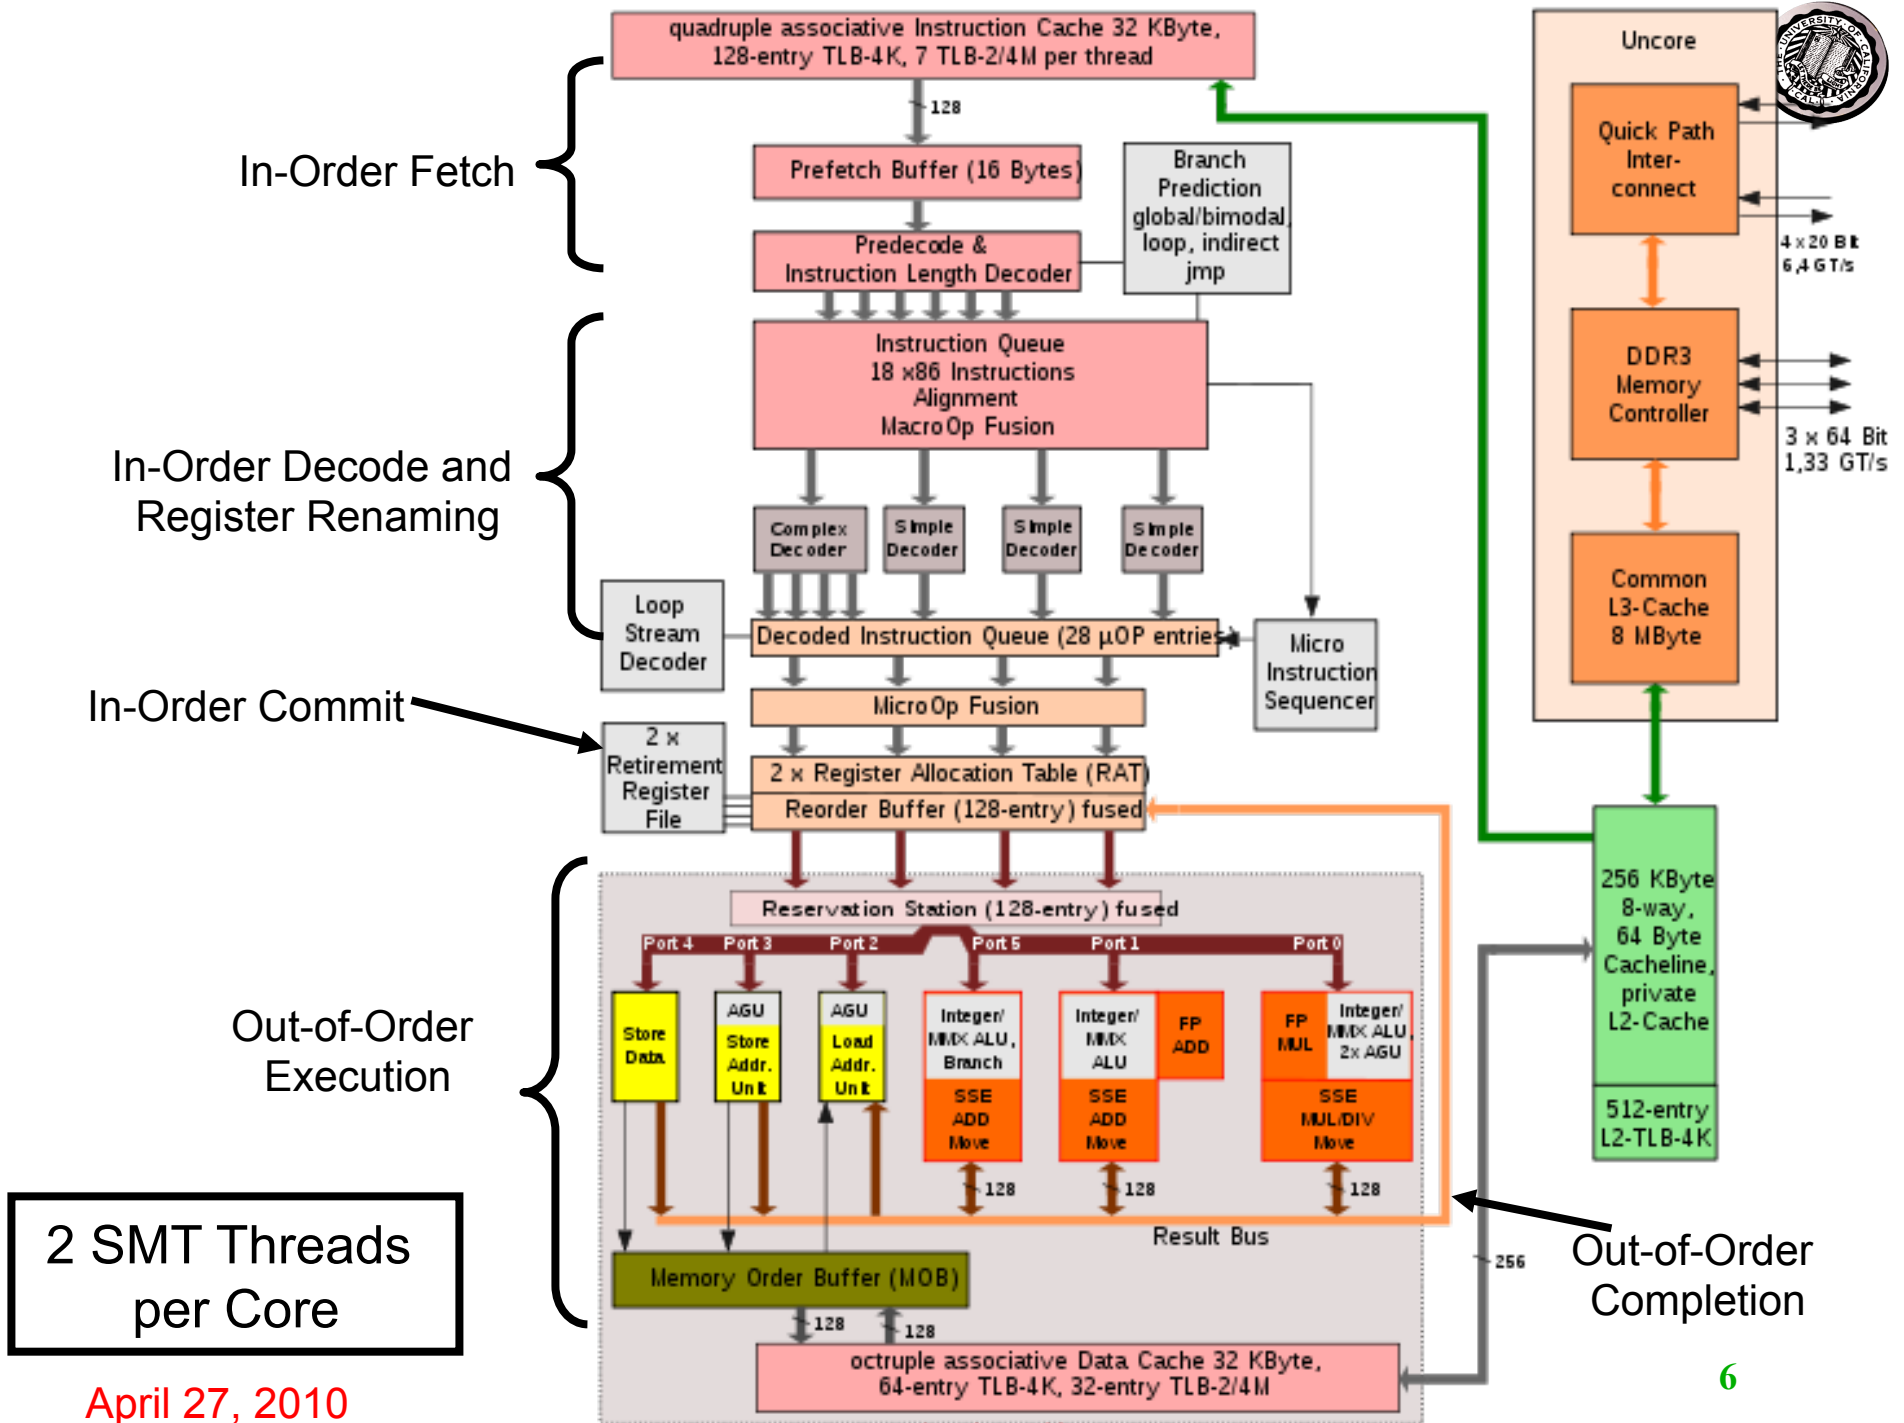 quadruple associative Instruction Cache 32 KByte,
128-entry TLB-4K, 7 TLB-2/4M per thread
Uncore
THE UNIVERSITY OF CALIFORNIA
CAL
128
In-Order Fetch
Prefetch Buffer (16 Bytes)
Branch
Prediction
global/bimodal,
loop, indirect
jmp
Quick Path
Inter-
connect
4 x 20 Bit
6,4 GT/s
Predecode &
Instruction Length Decoder
Instruction Queue
18 x86 Instructions
Alignment
MacroOp Fusion
DDR3
Memory
Controller
3 x 64 Bit
1,33 GT/s
In-Order Decode and
Register Renaming
Complex
Decoder
Simple
Decoder
Simple
Decoder
Simple
Decoder
Common
L3-Cache
8 MByte
Loop
Stream
Decoder
Decoded Instruction Queue (28 µOP entries)
Micro
Instruction
Sequencer
In-Order Commit
MicroOp Fusion
2 x
Retirement
Register
File
2 x Register Allocation Table (RAT)
Reorder Buffer (128-entry) fused
256 KByte
8-way,
64 Byte
Cacheline,
private
L2-Cache
512-entry
L2-TLB-4K
Reservation Station (128-entry) fused
Port 4
Port 3
Port 2
Port 5
Port 1
Port 0
Out-of-Order
Execution
Store
Data
AGU
Store
Addr.
Unit
AGU
Load
Addr.
Unit
Integer/
MMX ALU,
Branch
SSE
ADD
Move
Integer/
MMX
ALU
FP
ADD
SSE
ADD
Move
FP
MUL
Integer/
MMX ALU,
2x AGU
SSE
MUL/DIV
Move
128
128
128
Result Bus
2 SMT Threads
per Core
Memory Order Buffer (MOB)
256
Out-of-Order
Completion
128
128
octruple associative Data Cache 32 KByte,
64-entry TLB-4K, 32-entry TLB-2/4M
April 27, 2010
6